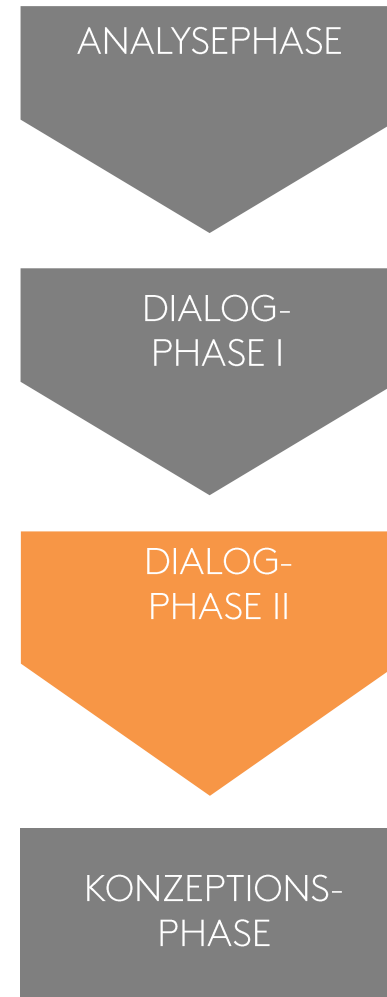 ANALYSEPHASE
DIALOG-
PHASE I
DIALOG-
PHASE II
KONZEPTIONS-
PHASE